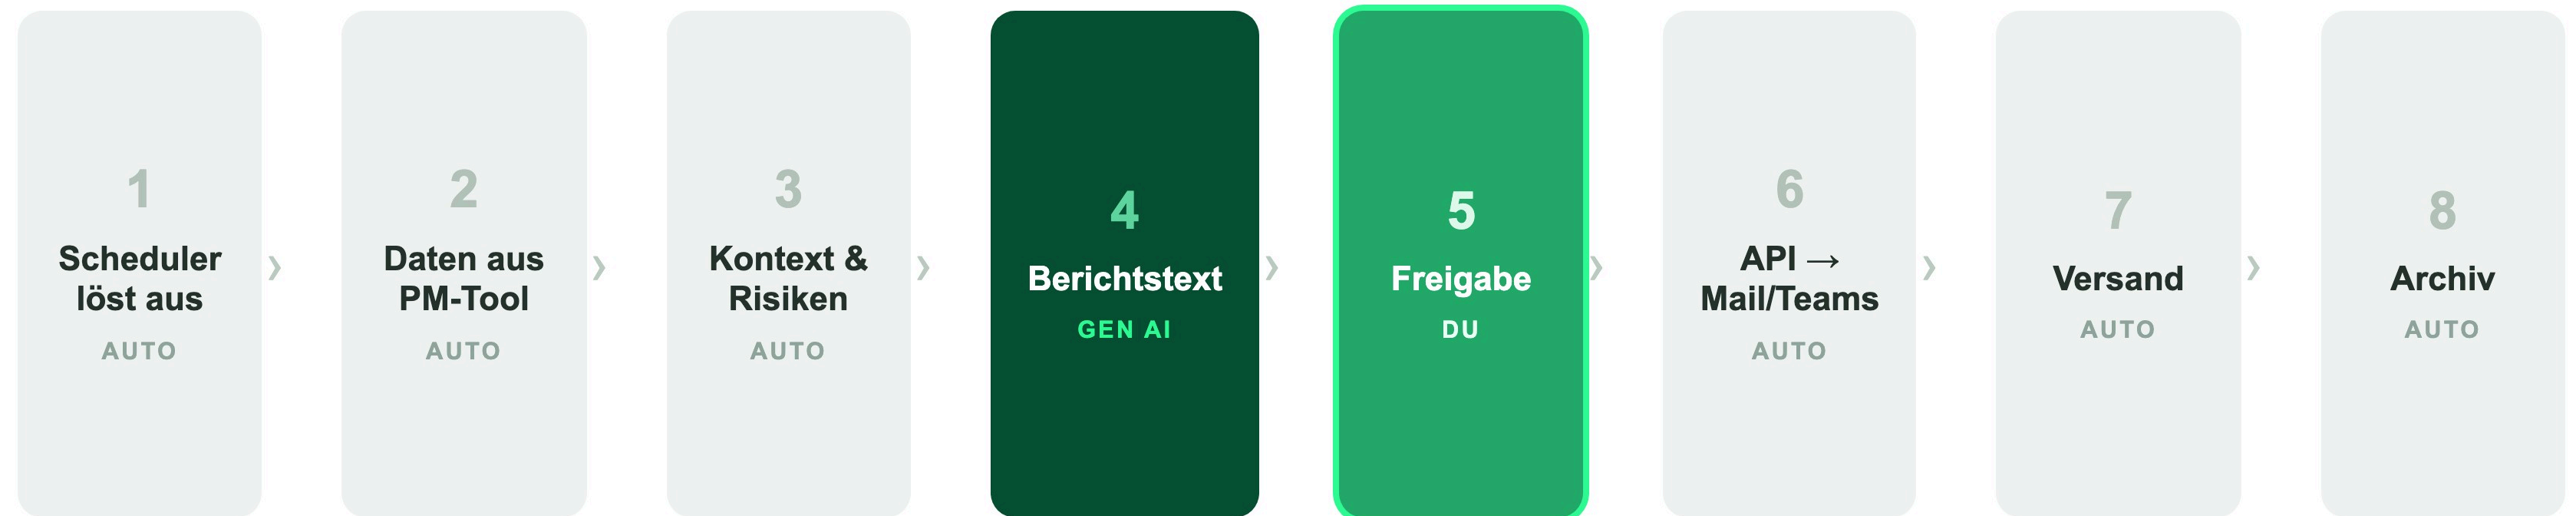 1
Scheduler
löst aus
AUTO
❯
2
Daten aus
PM-Tool
AUTO
❯
3
Kontext &
Risiken
AUTO
❯
4
Berichtstext
GEN AI
❯
5
Freigabe
DU
❯
6
API →
Mail/Teams
AUTO
❯
7
Versand
AUTO
❯
8
Archiv
AUTO